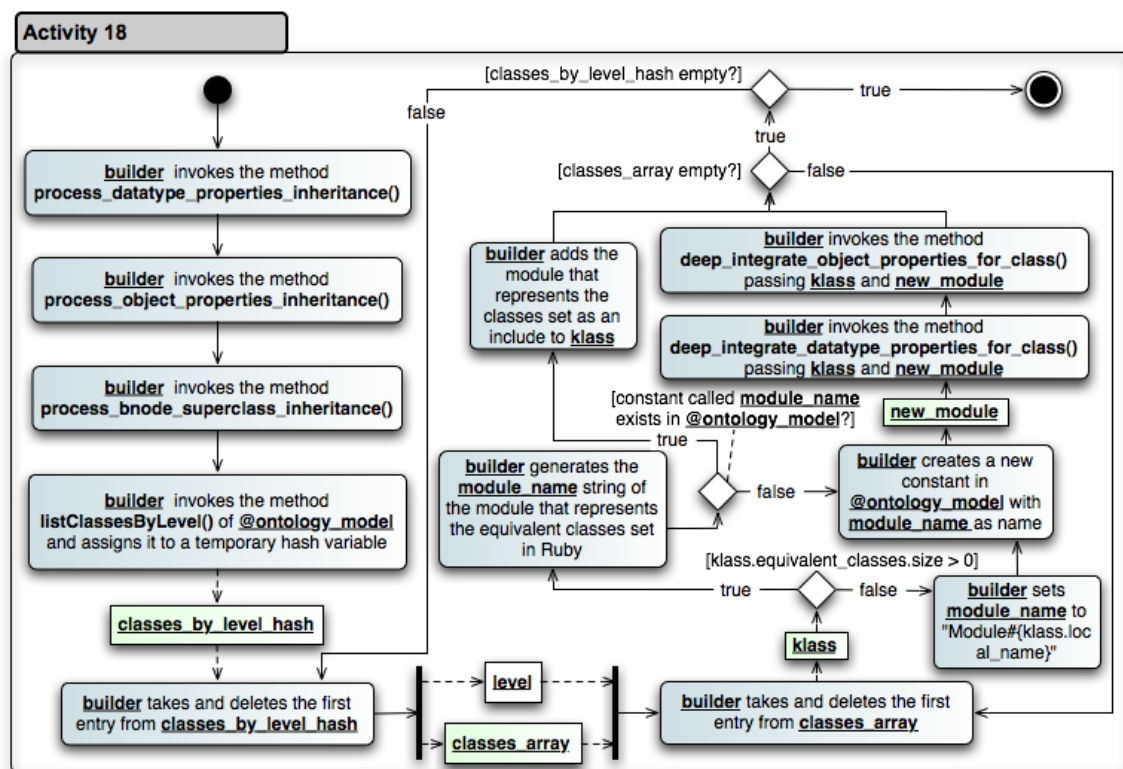 Activity 18
builder invokes the method
process_datatype_properties_inheritance()
builder invokes the method
process_object_properties_inheritance()
builder invokes the method
process_bnode_superclass_inheritance()
builder invokes the method
listClassesByLevel() of @ontology_model
and assigns it to a temporary hash variable
classes_by_level_hash
builder takes and deletes the first
entry from classes_by_level_hash
level
classes_array
builder takes and deletes the first
entry from classes_array
klass
[klass.equivalent_classes.size > 0]
true
false
builder sets
module_name to
"Module#{klass.loc
al_name}"
builder generates the
module_name string of
the module that represents
the equivalent classes set
in Ruby
[constant called module_name
exists in @ontology_model?]
true
false
builder creates a new
constant in
@ontology_model with
module_name as name
new_module
builder invokes the method
deep_integrate_datatype_properties_for_class()
passing klass and new_module
builder invokes the method
deep_integrate_object_properties_for_class()
passing klass and new_module
builder adds the
module that
represents the
classes set as an
include to klass
[classes_array empty?]
false
true
[classes_by_level_hash empty?]
false
true